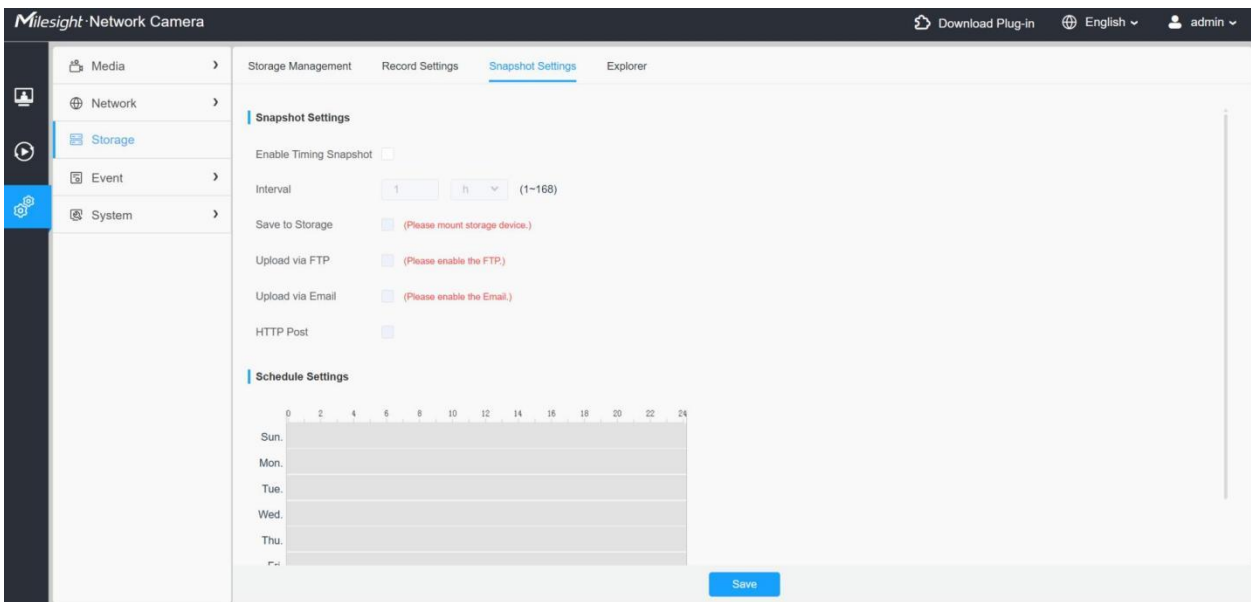 Milesight·Network Camera
Download Plug-in
English
admin
Media
Network
Storage
Event
System
Storage Management Record Settings Snapshot Settings Explorer
Snapshot Settings
Enable Timing Snapshot
Interval 1 h (1~168)
Save to Storage (Please mount storage device.)
Upload via FTP (Please enable the FTP.)
Upload via Email (Please enable the Email.)
HTTP Post
Schedule Settings
0 2 4 6 8 10 12 14 16 18 20 22 24
Sun.
Mon.
Tue.
Wed.
Thu.
Fri.
Save